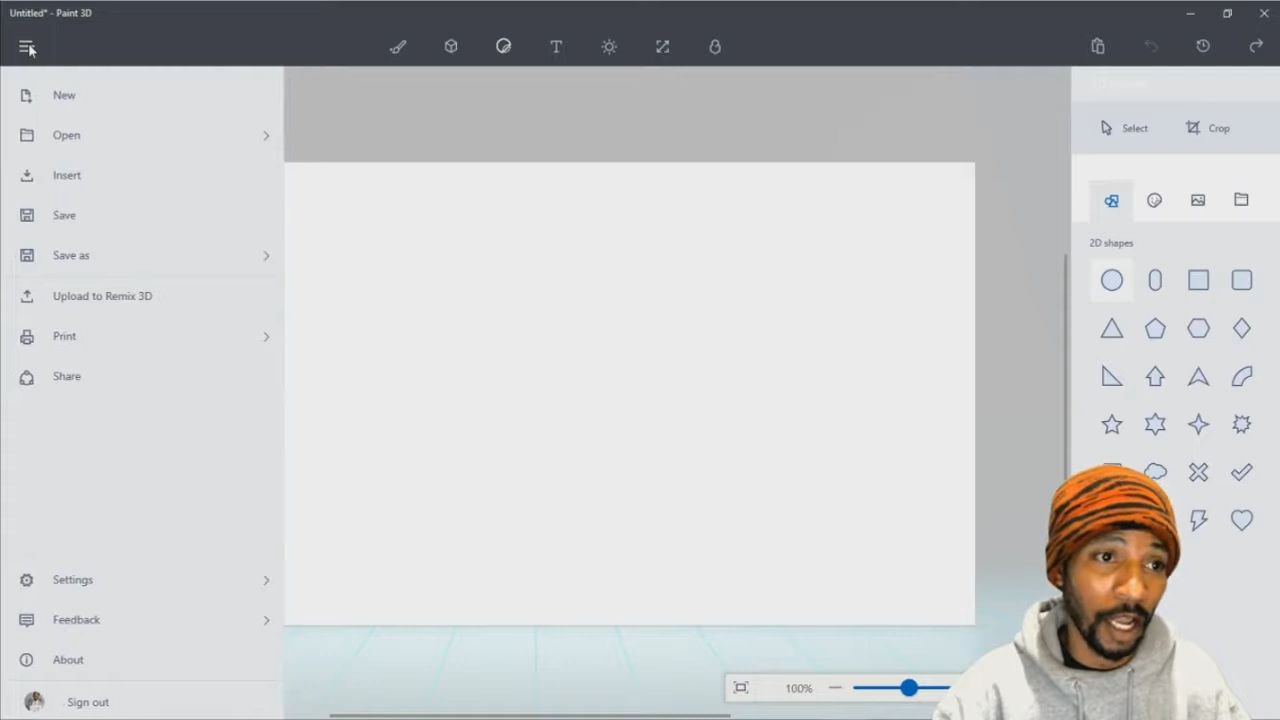 Untitled* - Paint 3D
New
Open
Insert
Save
Save as
Upload to Remix 3D
Print
Share
Settings
Feedback
About
Sign out
Select
Crop
2D shapes
100%